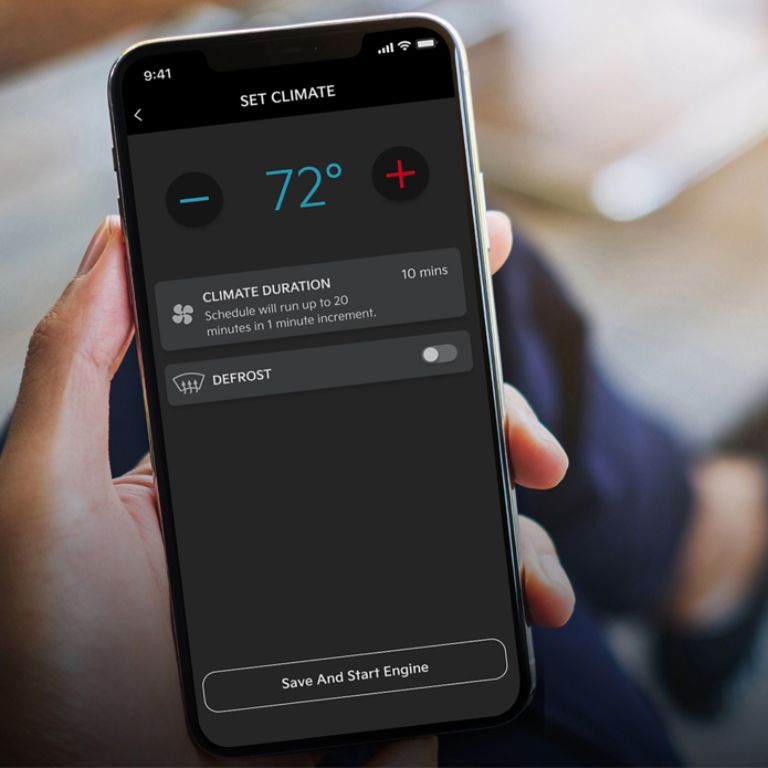 9:41
SET CLIMATE
72°
CLIMATE DURATION
10 mins
Schedule will run up to 20
minutes in 1 minute increment.
DEFROST
Save And Start Engine